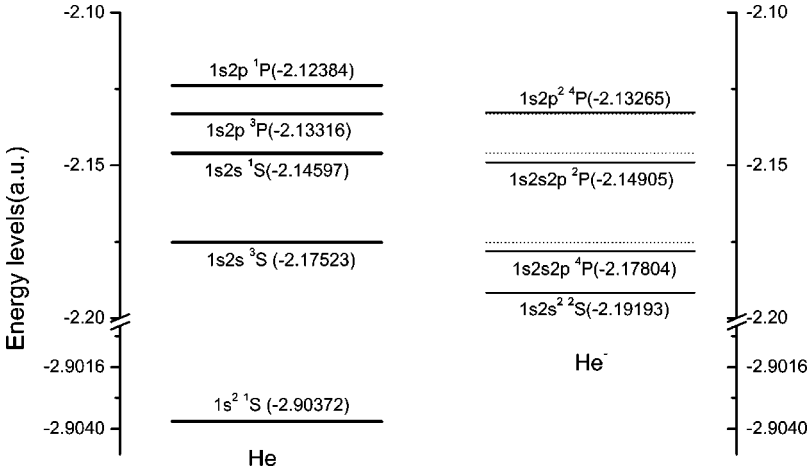 -2.10
1s2p ¹P(-2.12384)
1s2p ³P(-2.13316)
-2.15
1s2s ¹S(-2.14597)
1s2s ³S (-2.17523)
-2.20
-2.9016
1s² ¹S (-2.90372)
-2.9040
He
Energy levels(a.u.)
-2.10
1s2p² ⁴P(-2.13265)
-2.15
1s2s2p ²P(-2.14905)
1s2s2p ⁴P(-2.17804)
1s2s² ²S(-2.19193)
-2.20
He⁻
-2.9016
-2.9040